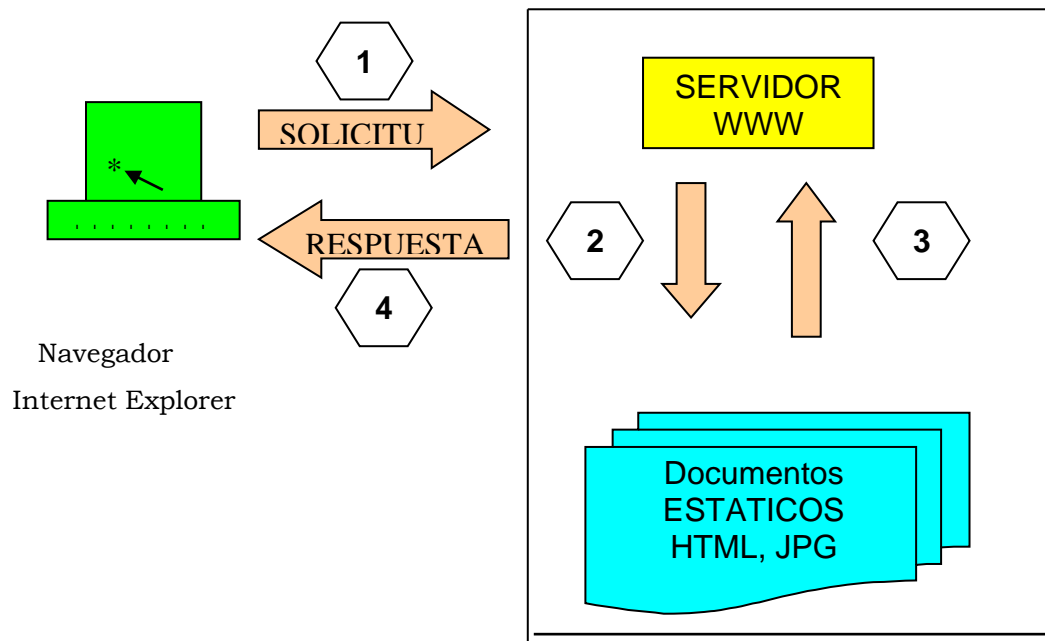 1
SOLICITU
SERVIDOR
WWW
*
RESPUESTA
2
3
4
Navegador
Internet Explorer
Documentos
ESTATICOS
HTML, JPG